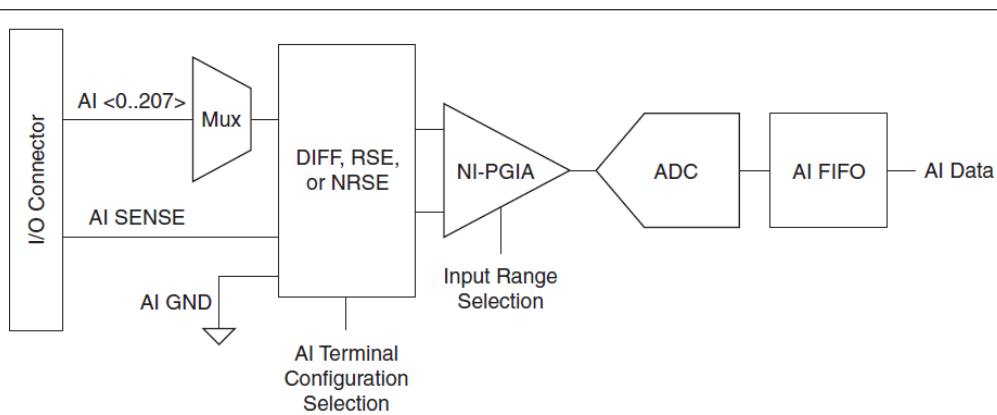 I/O Connector
AI <0..207>
Mux
AI SENSE
AI GND
DIFF, RSE,
or NRSE
AI Terminal
Configuration
Selection
NI-PGIA
Input Range
Selection
ADC
AI FIFO
AI Data